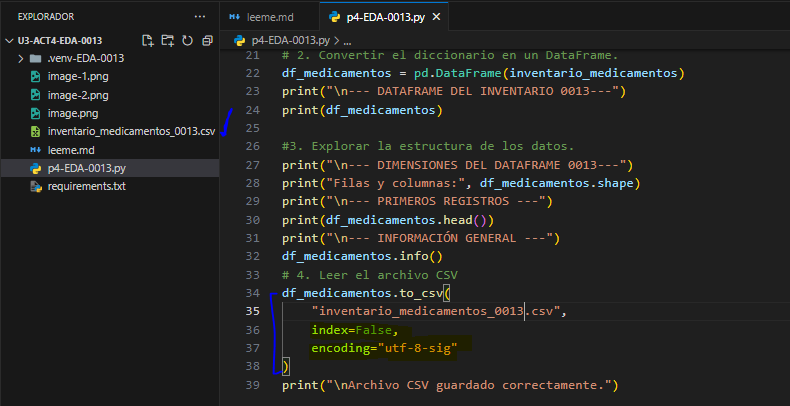 EXPLORADOR
...
U3-ACT4-EDA-0013
.venv-EDA-0013
image-1.png
image-2.png
image.png
inventario_medicamentos_0013.csv
leeme.md
p4-EDA-0013.py
requirements.txt
leeme.md
p4-EDA-0013.py
p4-EDA-0013.py > ...
21 # 2. Convertir el diccionario en un DataFrame.
22 df_medicamentos = pd.DataFrame(inventario_medicamentos)
23 print("\n--- DATAFRAME DEL INVENTARIO 0013---")
24 print(df_medicamentos)
25
26 #3. Explorar la estructura de los datos.
27 print("\n--- DIMENSIONES DEL DATAFRAME 0013---")
28 print("Filas y columnas:", df_medicamentos.shape)
29 print("\n--- PRIMEROS REGISTROS ---")
30 print(df_medicamentos.head())
31 print("\n--- INFORMACIÓN GENERAL ---")
32 df_medicamentos.info()
33 # 4. Leer el archivo CSV
34 df_medicamentos.to_csv(
35 "inventario_medicamentos_0013.csv",
36 index=False,
37 encoding="utf-8-sig"
38 )
39 print("\nArchivo CSV guardado correctamente.")